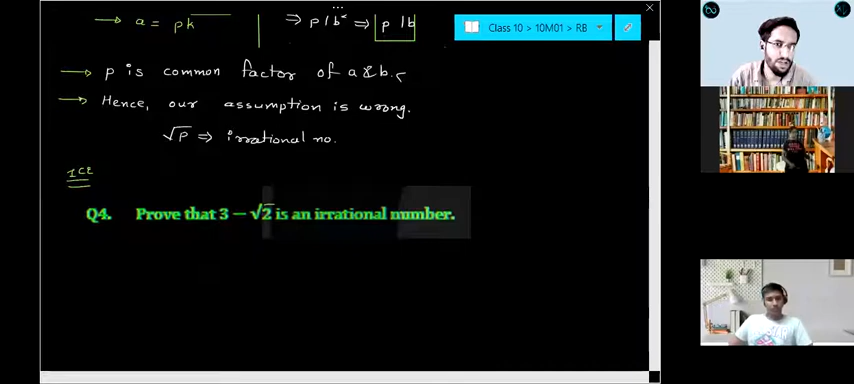 → a = pk
⇒ p/b² ⇒ p/b
Class 10 > 10M01 > RB
→ p is common factor of a & b.
→ Hence, our assumption is wrong.
√p ⇒ irrational no.
ICE
Q4. Prove that 3 − √2 is an irrational number.